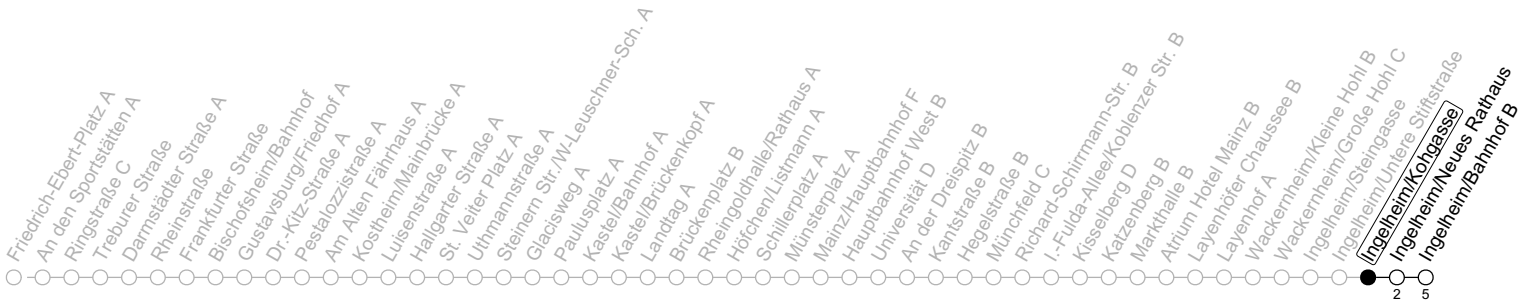 Friedrich-Ebert-Platz A
An den Sportstätten A
Ringstraße C
Treburer Straße
Darmstädter Straße A
Rheinstraße
Frankfurter Straße
Bischofsheim/Bahnhof
Gustavsburg/Friedhof A
Dr.-Kitz-Straße A
Pestalozzistraße A
Am Alten Fährhaus A
Kostheim/Mainbrücke A
Luisenstraße A
Hallgarter Straße A
St. Veiter Platz A
Uthmannstraße A
Steinern Str./W-Leuschner-Sch. A
Glacisweg A
Paulusplatz A
Kastel/Bahnhof A
Kastel/Brückenkopf A
Landtag A
Brückenplatz B
Rheingoldhalle/Rathaus A
Höfchen/Listmann A
Schillerplatz A
Münsterplatz A
Mainz/Hauptbahnhof F
Hauptbahnhof West B
Universität D
An der Dreispitz B
Kantstraße B
Hegelstraße B
Münchfeld C
Richard-Schirrmann-Str. B
I.-Fulda-Allee/Koblenzer Str. B
Kisselberg D
Katzenberg B
Markthalle B
Atrium Hotel Mainz B
Layenhöfer Chaussee B
Layenhof A
Wackernheim/Kleine Hohl B
Wackernheim/Große Hohl C
Ingelheim/Steingasse
Ingelheim/Untere Stiftstraße
Ingelheim/Kohgasse
Ingelheim/Neues Rathaus
Ingelheim/Bahnhof B
2 5